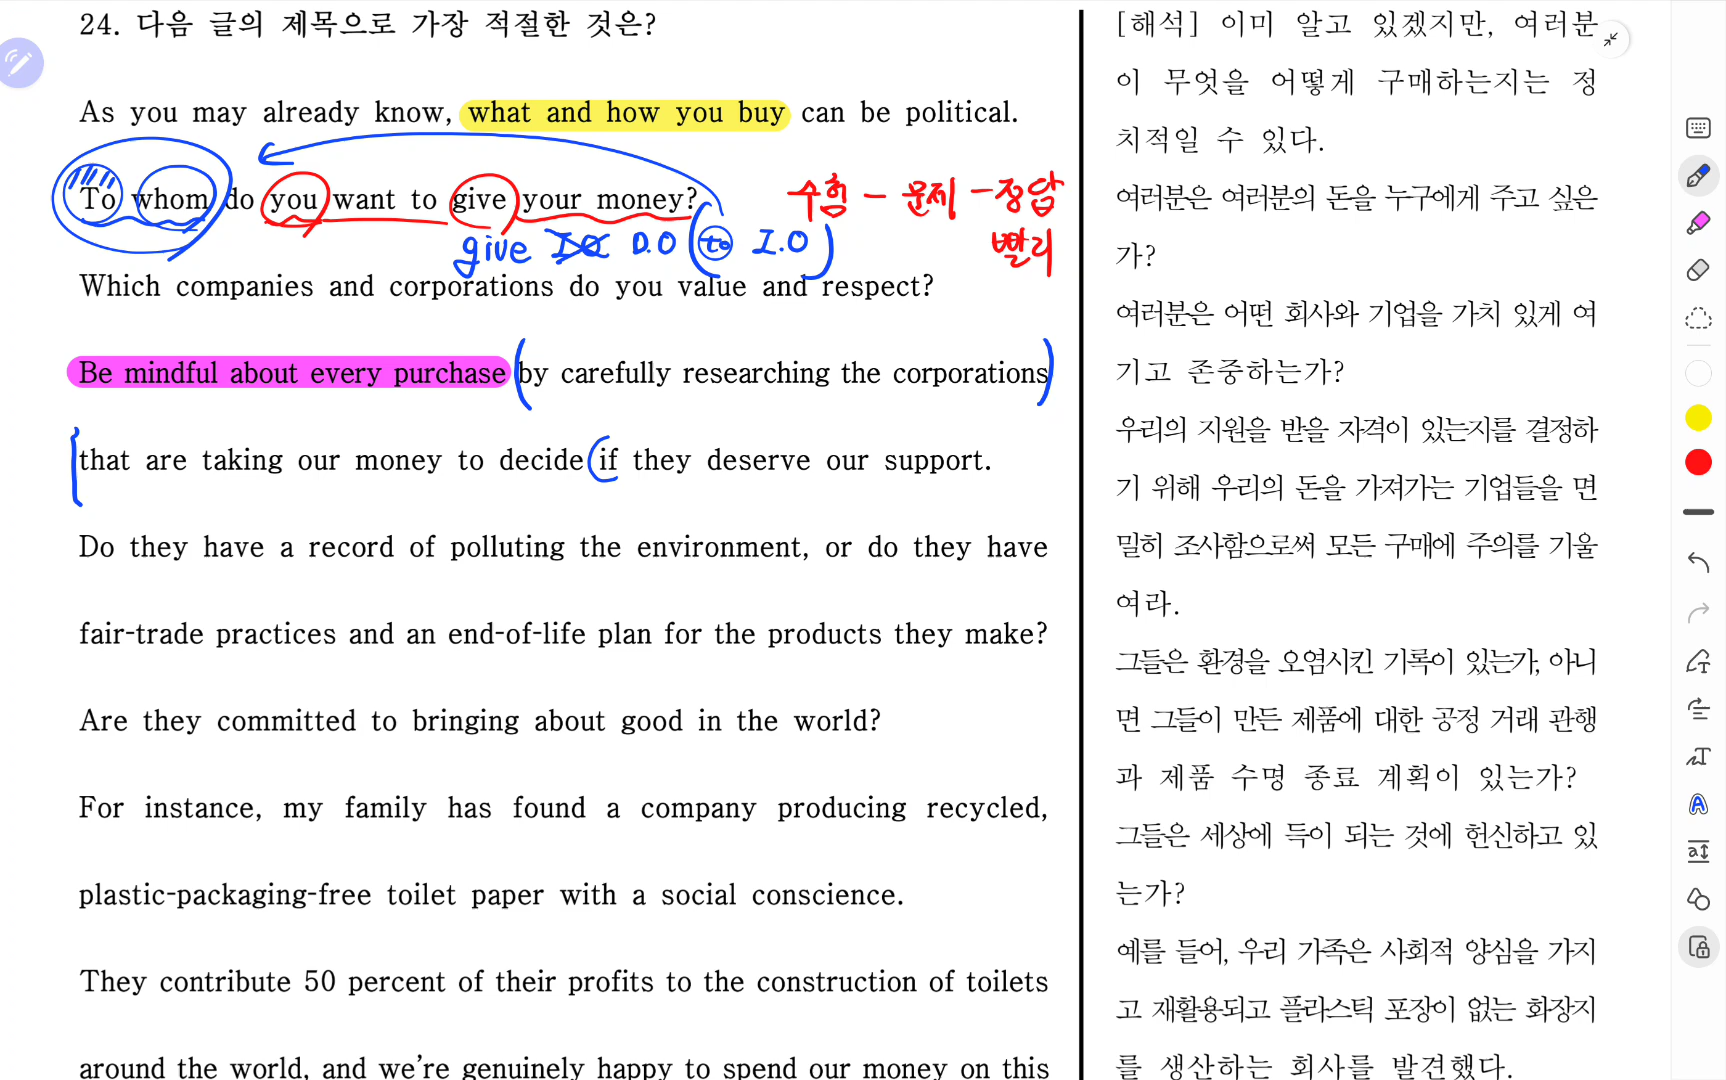 24. 다음 글의 제목으로 가장 적절한 것은?
As you may already know, what and how you buy can be political.
To whom do you want to give your money?
수험 - 문제 - 정답
빨리
give I.O D.O (to I.O)
Which companies and corporations do you value and respect?
Be mindful about every purchase by carefully researching the corporations
that are taking our money to decide if they deserve our support.
Do they have a record of polluting the environment, or do they have
fair-trade practices and an end-of-life plan for the products they make?
Are they committed to bringing about good in the world?
For instance, my family has found a company producing recycled,
plastic-packaging-free toilet paper with a social conscience.
They contribute 50 percent of their profits to the construction of toilets
around the world, and we're genuinely happy to spend our money on this
[해석] 이미 알고 있겠지만, 여러분
이 무엇을 어떻게 구매하는지는 정
치적일 수 있다.
여러분은 여러분의 돈을 누구에게 주고 싶은
가?
여러분은 어떤 회사와 기업을 가치 있게 여
기고 존중하는가?
우리의 지원을 받을 자격이 있는지를 결정하
기 위해 우리의 돈을 가져가는 기업들을 면
밀히 조사함으로써 모든 구매에 주의를 기울
여라.
그들은 환경을 오염시킨 기록이 있는가, 아니
면 그들이 만든 제품에 대한 공정 거래 관행
과 제품 수명 종료 계획이 있는가?
그들은 세상에 득이 되는 것에 헌신하고 있
는가?
예를 들어, 우리 가족은 사회적 양심을 가지
고 재활용되고 플라스틱 포장이 없는 화장지
를 생산하는 회사를 발견했다.